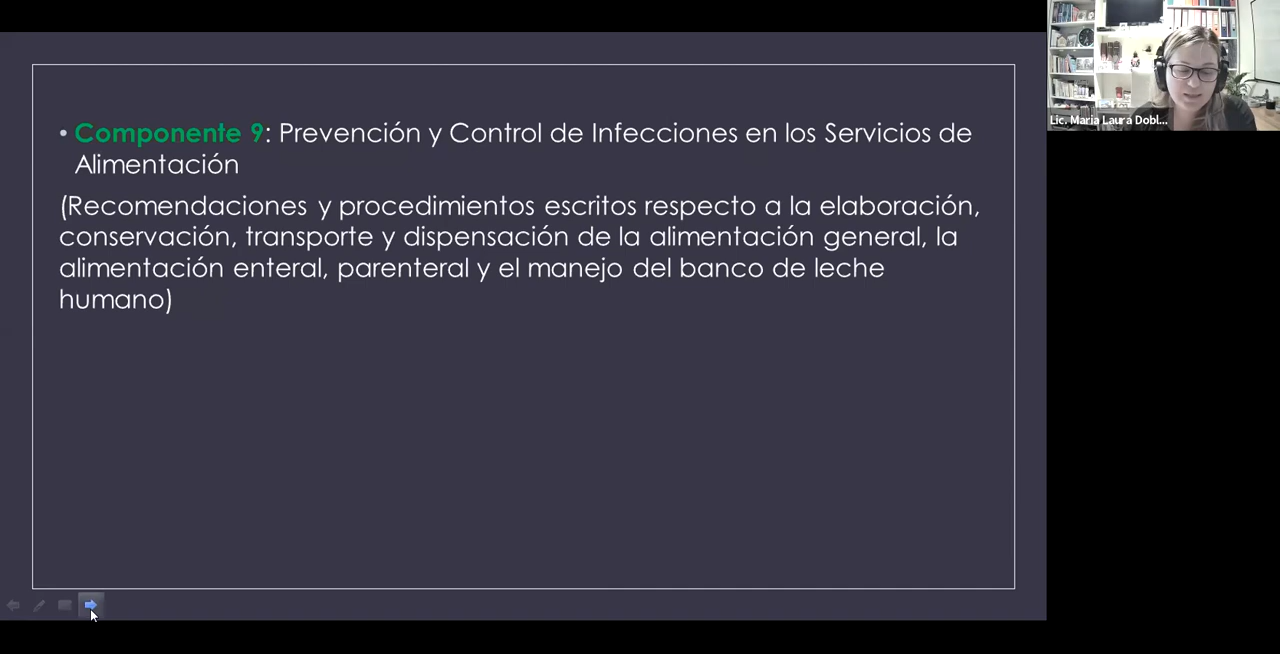 • Componente 9: Prevención y Control de Infecciones en los Servicios de
Alimentación
(Recomendaciones y procedimientos escritos respecto a la elaboración,
conservación, transporte y dispensación de la alimentación general, la
alimentación enteral, parenteral y el manejo del banco de leche
humano)
Lic. Maria Laura Dobl...